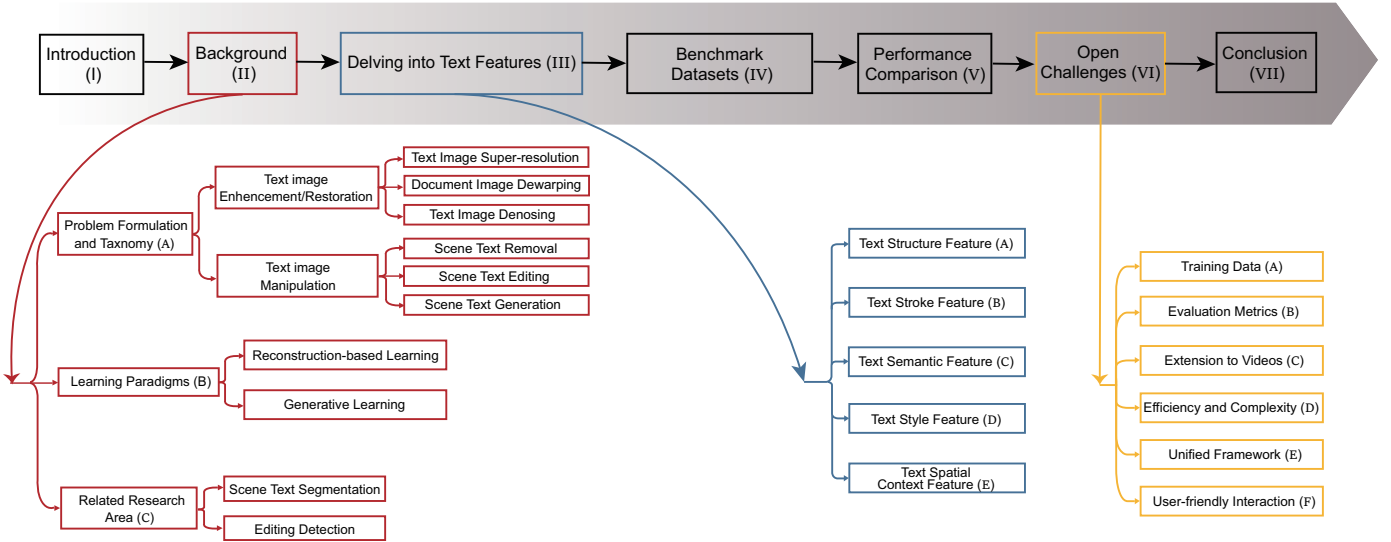 Introduction
(I)
Background
(II)
Delving into Text Features (III)
Benchmark
Datasets (IV)
Performance
Comparison (V)
Open
Challenges (VI)
Conclusion
(VII)
Problem Formulation
and Taxnomy (A)
Text image
Enhencement/Restoration
Text Image Super-resolution
Document Image Dewarping
Text Image Denosing
Text image
Manipulation
Scene Text Removal
Scene Text Editing
Scene Text Generation
Learning Paradigms (B)
Reconstruction-based Learning
Generative Learning
Related Research
Area (C)
Scene Text Segmentation
Editing Detection
Text Structure Feature (A)
Text Stroke Feature (B)
Text Semantic Feature (C)
Text Style Feature (D)
Text Spatial
Context Feature (E)
Training Data (A)
Evaluation Metrics (B)
Extension to Videos (C)
Efficiency and Complexity (D)
Unified Framework (E)
User-friendly Interaction (F)